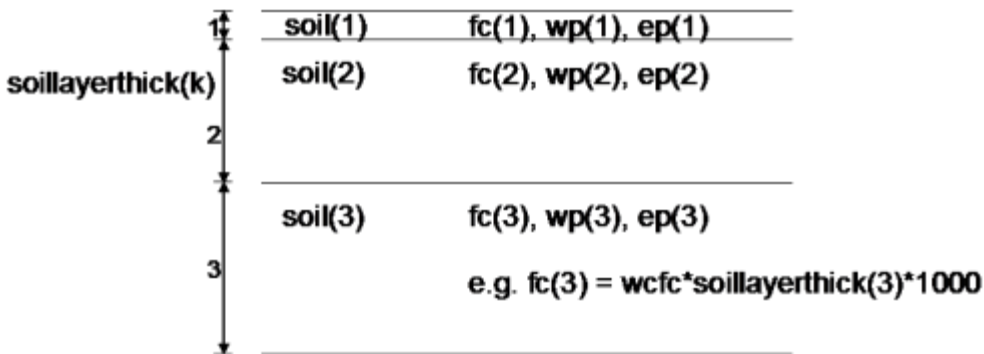 1 soil(1) fc(1), wp(1), ep(1)
soillayerthick(k) soil(2) fc(2), wp(2), ep(2)
2
soil(3) fc(3), wp(3), ep(3)
3 e.g. fc(3) = wcfc*soillayerthick(3)*1000